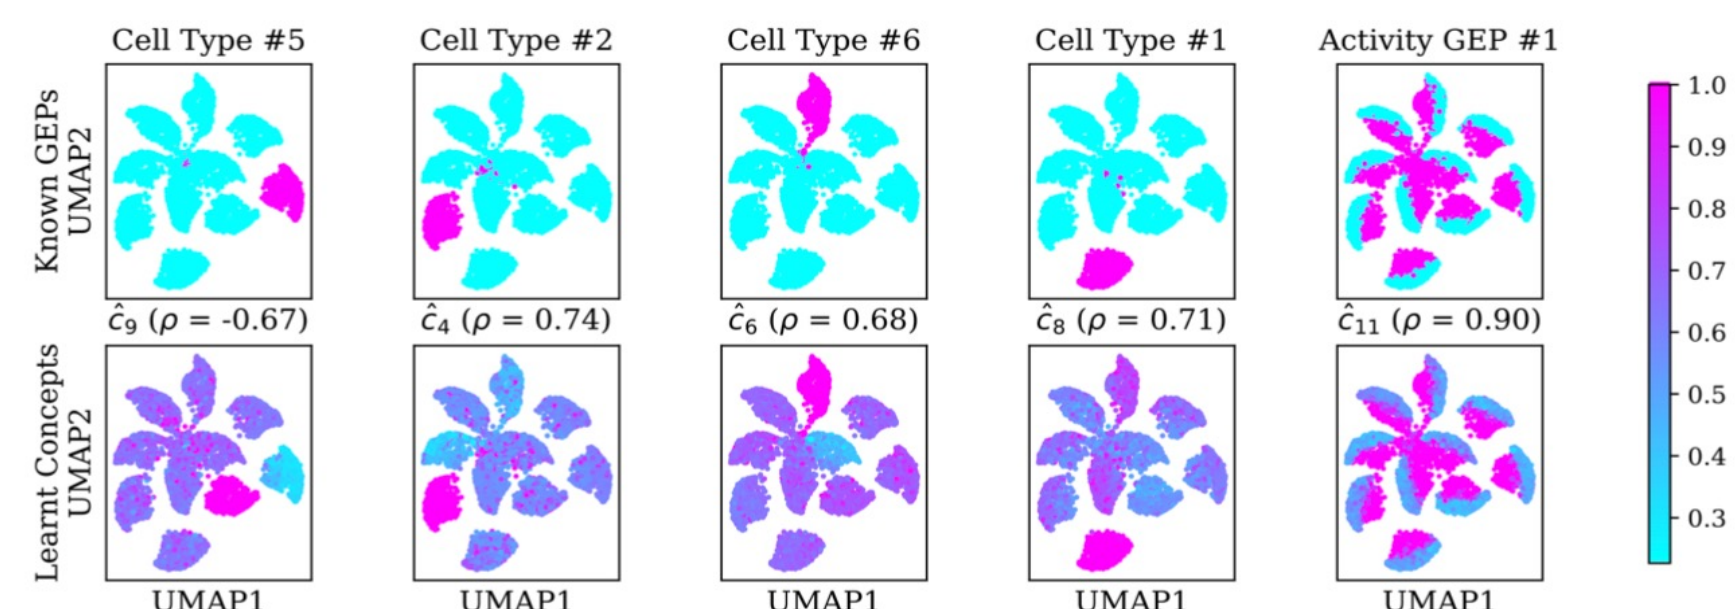 Cell Type #5 Cell Type #2 Cell Type #6 Cell Type #1 Activity GEP #1
Known GEPs
UMAP2
ĉ9 (ρ = -0.67) ĉ4 (ρ = 0.74) ĉ6 (ρ = 0.68) ĉ8 (ρ = 0.71) ĉ11 (ρ = 0.90)
Learnt Concepts
UMAP2
UMAP1 UMAP1 UMAP1 UMAP1 UMAP1
1.0
0.9
0.8
0.7
0.6
0.5
0.4
0.3